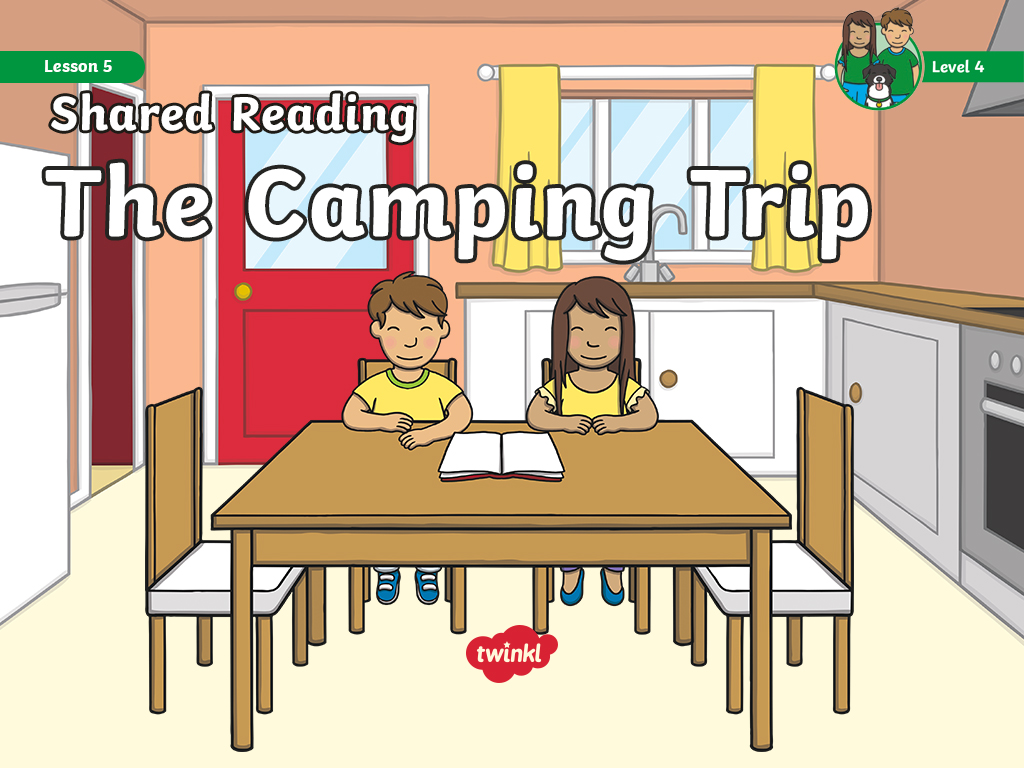 Lesson 5
Level 4
Shared Reading
The Camping Trip
twinkl